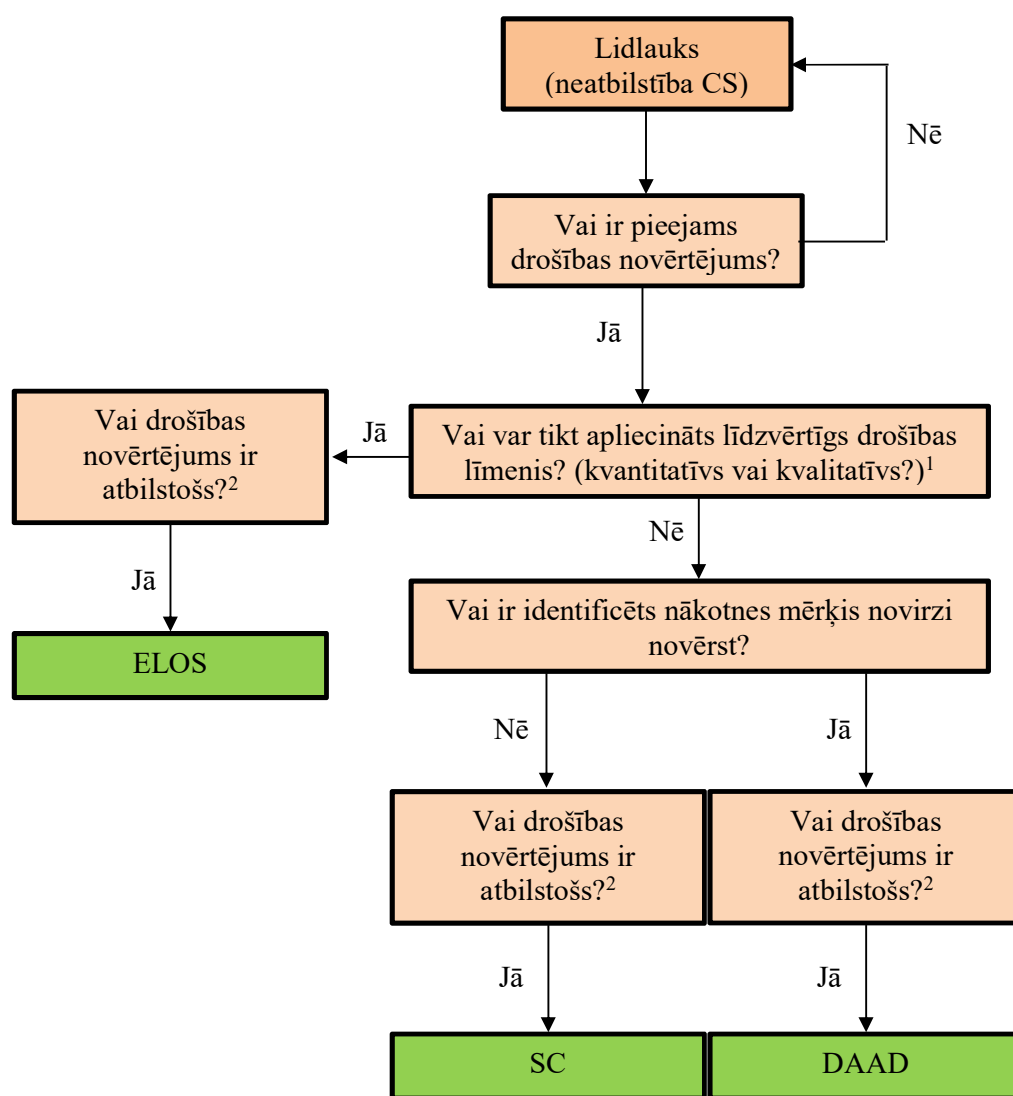 Lidlauks
(neatbilstība CS)
Nē
Vai ir pieejams
drošības novērtējums?
Jā
Vai drošības
novērtējums ir
atbilstošs?²
Jā
Vai var tikt apliecināts līdzvērtīgs drošības
līmenis? (kvantitatīvs vai kvalitatīvs?)¹
Jā
Nē
ELOS
Vai ir identificēts nākotnes mērķis novirzi
novērst?
Nē
Jā
Vai drošības
novērtējums ir
atbilstošs?²
Vai drošības
novērtējums ir
atbilstošs?²
Jā
Jā
SC
DAAD